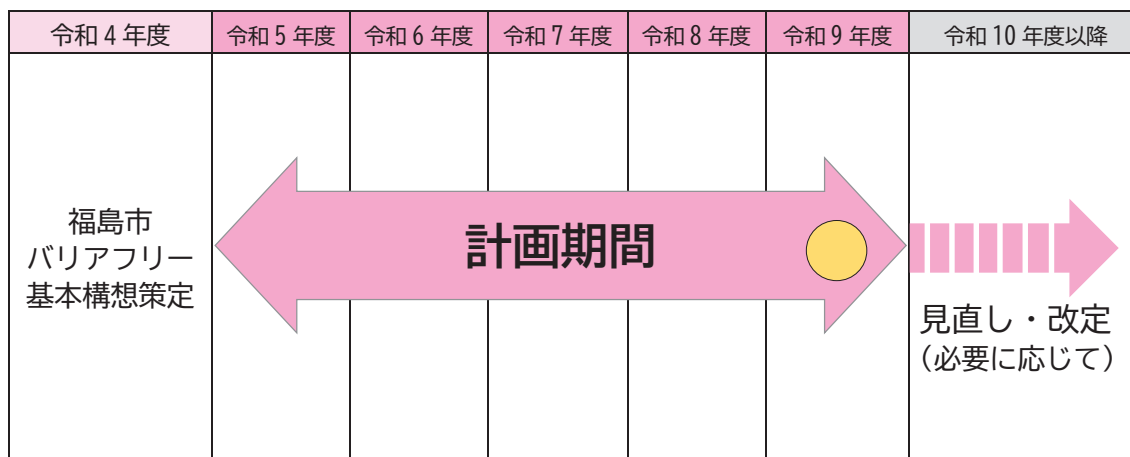 令和4年度
令和5年度
令和6年度
令和7年度
令和8年度
令和9年度
令和10年度以降
福島市
バリアフリー
基本構想策定
計画期間
見直し・改定
(必要に応じて)